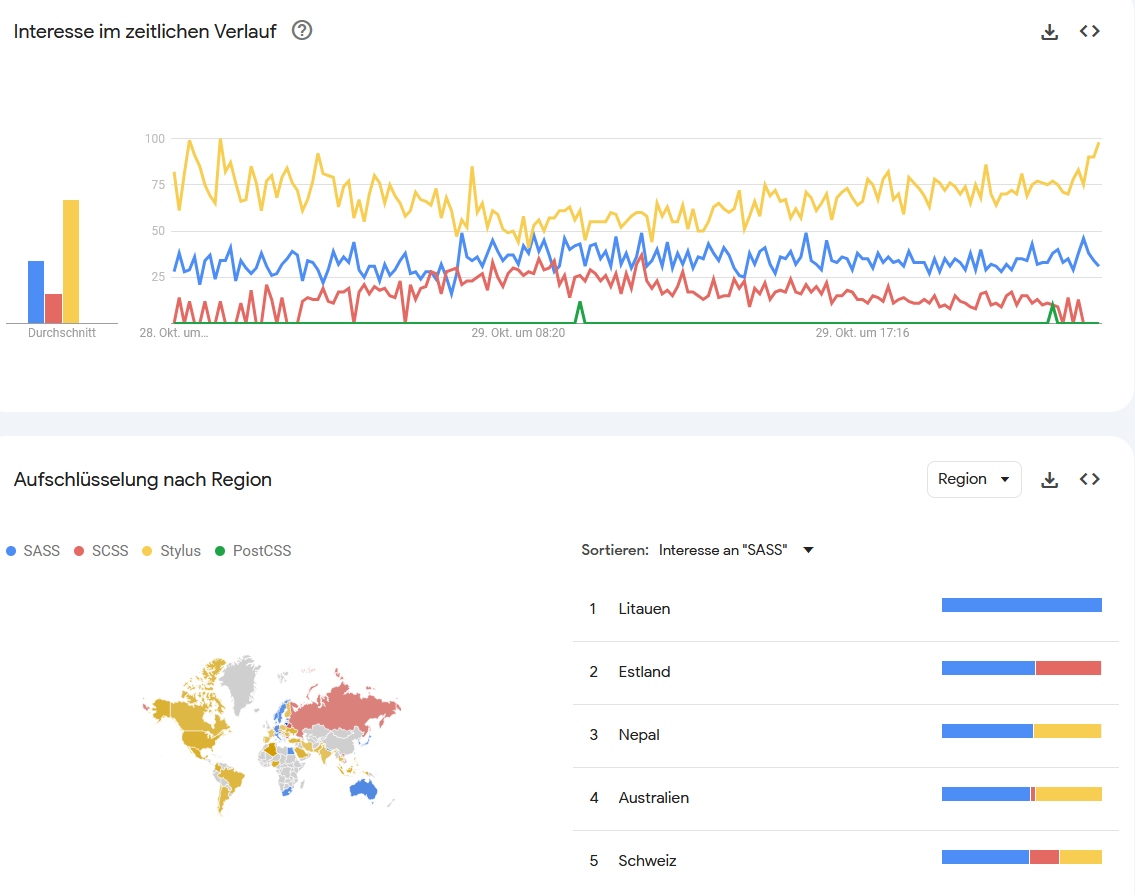 Interesse im zeitlichen Verlauf
100
75
50
25
Durchschnitt
28. Okt. um...
29. Okt. um 08:20
29. Okt. um 17:16
Aufschlüsselung nach Region
Region
SASS SCSS Stylus PostCSS
Sortieren: Interesse an "SASS"
1 Litauen
2 Estland
3 Nepal
4 Australien
5 Schweiz